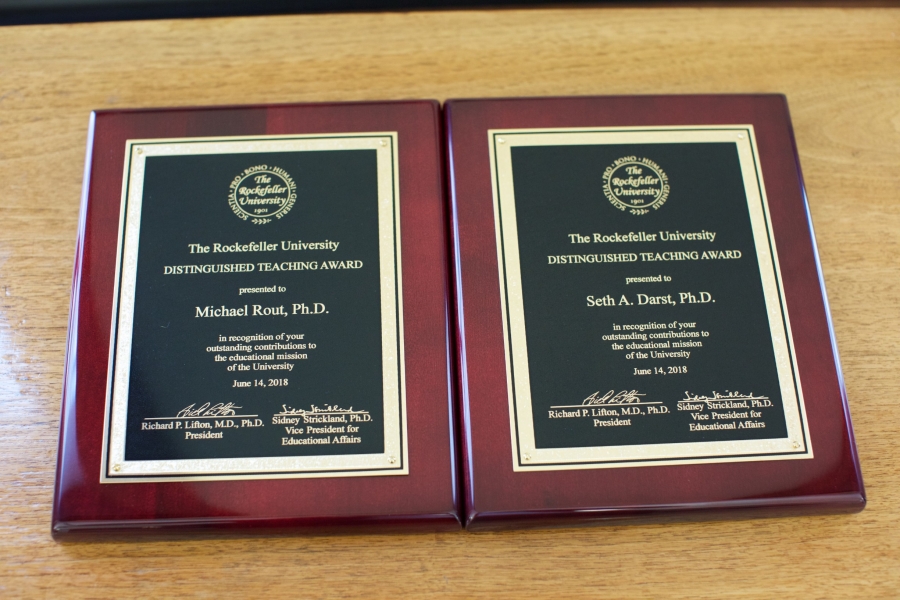 SCIENTIA · PRO · BONO · HUMANI · GENERIS
The
Rockefeller
University
1901
The Rockefeller University
DISTINGUISHED TEACHING AWARD
presented to
Michael Rout, Ph.D.
in recognition of your
outstanding contributions to
the educational mission
of the University
June 14, 2018
Richard P. Lifton, M.D., Ph.D.
President
Sidney Strickland, Ph.D.
Vice President for
Educational Affairs
SCIENTIA · PRO · BONO · HUMANI · GENERIS
The
Rockefeller
University
1901
The Rockefeller University
DISTINGUISHED TEACHING AWARD
presented to
Seth A. Darst, Ph.D.
in recognition of your
outstanding contributions to
the educational mission
of the University
June 14, 2018
Richard P. Lifton, M.D., Ph.D.
President
Sidney Strickland, Ph.D.
Vice President for
Educational Affairs